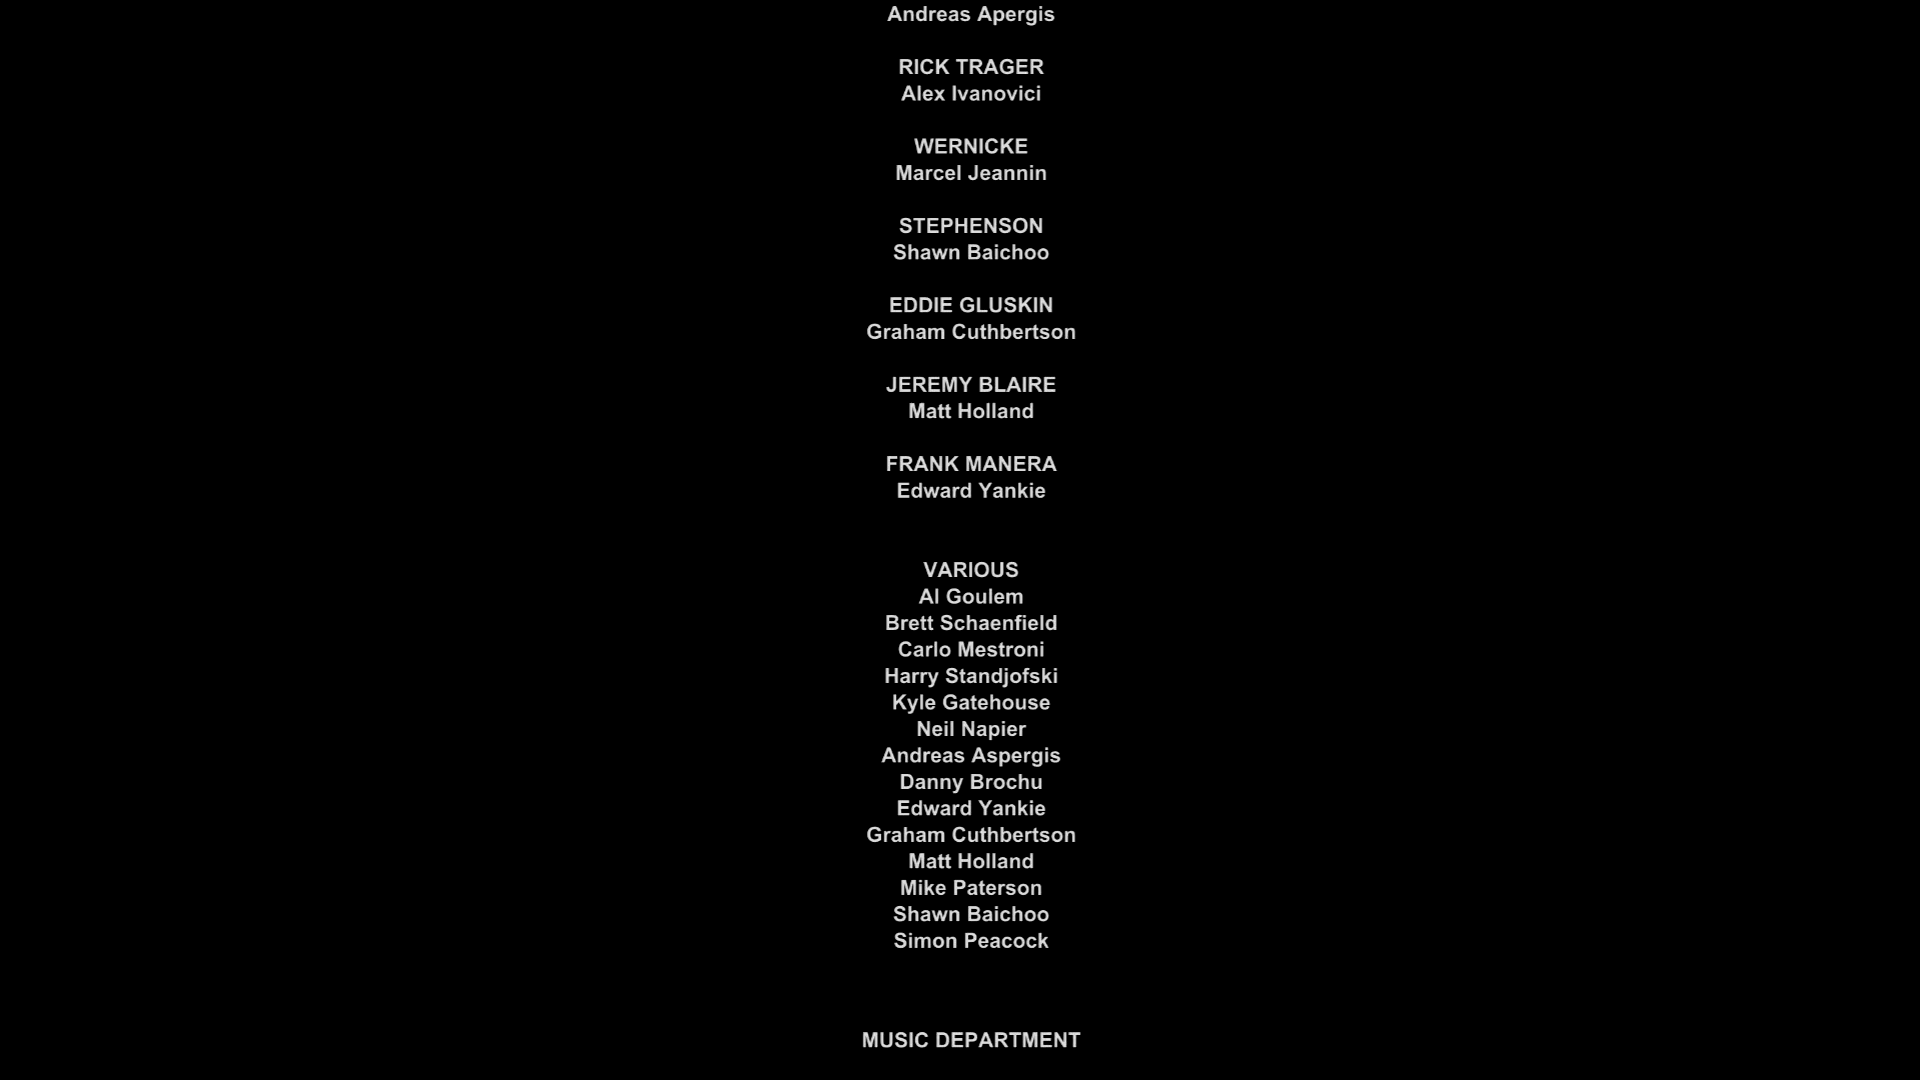 Andreas Apergis
RICK TRAGER
Alex Ivanovici
WERNICKE
Marcel Jeannin
STEPHENSON
Shawn Baichoo
EDDIE GLUSKIN
Graham Cuthbertson
JEREMY BLAIRE
Matt Holland
FRANK MANERA
Edward Yankie
VARIOUS
Al Goulem
Brett Schaenfield
Carlo Mestroni
Harry Standjofski
Kyle Gatehouse
Neil Napier
Andreas Aspergis
Danny Brochu
Edward Yankie
Graham Cuthbertson
Matt Holland
Mike Paterson
Shawn Baichoo
Simon Peacock
MUSIC DEPARTMENT